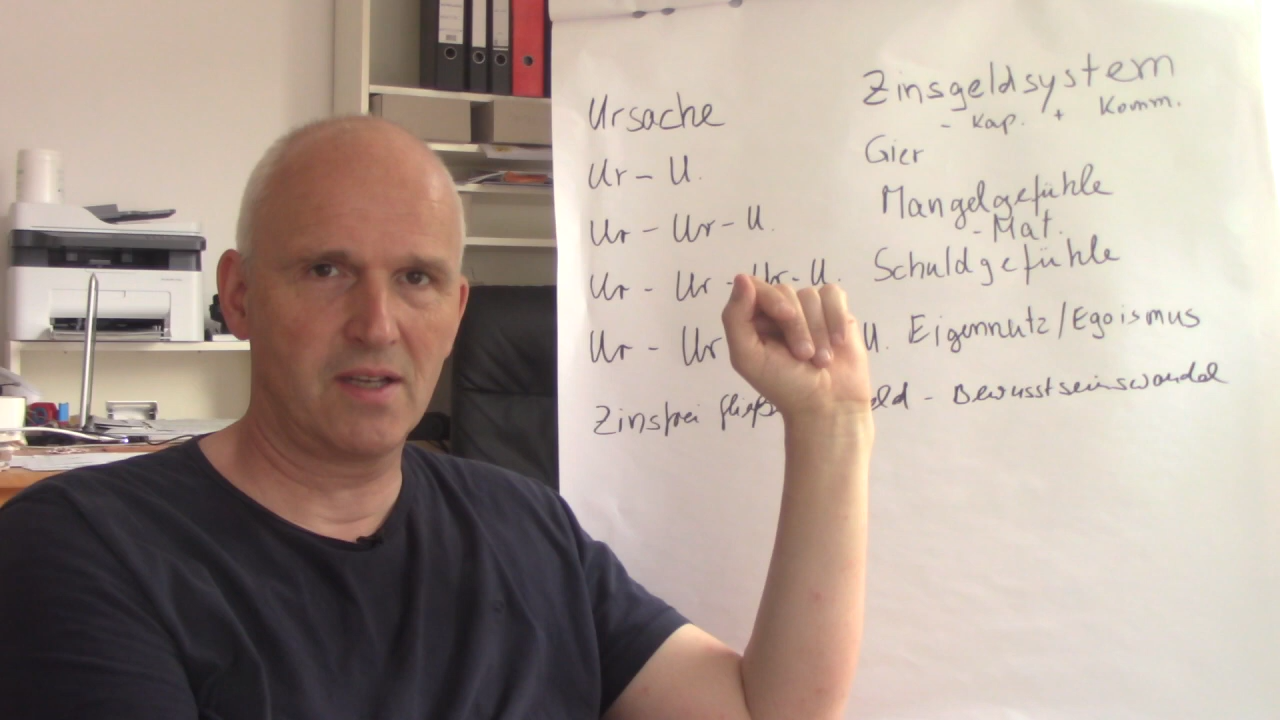 Ursache Zinsgeldsystem
- Kap. + Komm.
Ur - U. Gier
Ur - Ur - U. Mangelgefühle
- Mat.
Ur - Ur - Ur - U. Schuldgefühle
Ur - Ur U. Eigennutz/Egoismus
Zinsfrei - Bewusstseinswandel